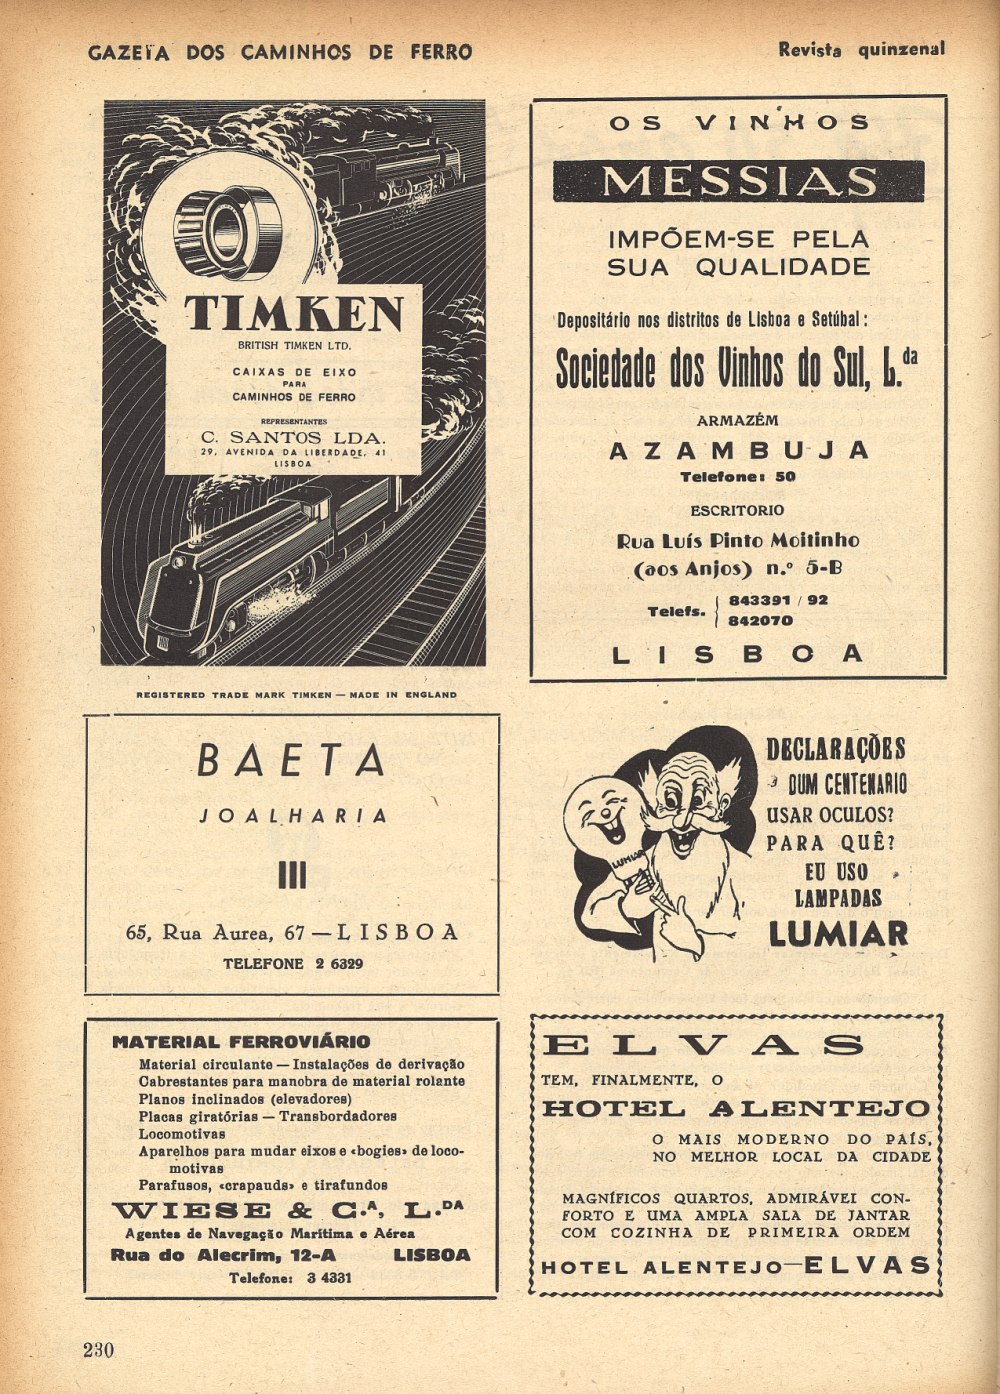 GAZETA DOS CAMINHOS DE FERRO
Revista quinzenal
TIMKEN
BRITISH TIMKEN LTD.
CAIXAS DE EIXO
PARA
CAMINHOS DE FERRO
REPRESENTANTES
C. SANTOS LDA.
29, AVENIDA DA LIBERDADE, 41
LISBOA
REGISTERED TRADE MARK TIMKEN — MADE IN ENGLAND
OS VINHOS
MESSIAS
IMPÕEM-SE PELA
SUA QUALIDADE
Depositário nos distritos de Lisboa e Setúbal:
Sociedade dos Vinhos do Sul, L.da
ARMAZÉM
AZAMBUJA
Telefone: 50
ESCRITORIO
Rua Luís Pinto Moitinho
(aos Anjos) n.º 5-B
Telefs. { 843391 / 92
842070
LISBOA
BAETA
JOALHARIA
65, Rua Aurea, 67 — LISBOA
TELEFONE 2 6329
DECLARAÇÕES
DUM CENTENARIO
USAR OCULOS?
PARA QUÊ?
EU USO
LAMPADAS
LUMIAR
LUMIAR
MATERIAL FERROVIÁRIO
Material circulante — Instalações de derivação
Cabrestantes para manobra de material rolante
Planos inclinados (elevadores)
Placas giratórias — Transbordadores
Locomotivas
Aparelhos para mudar eixos e «bogies» de loco-
motivas
Parafusos, «crapauds» e tirafundos
WIESE & C.A, L.DA
Agentes de Navegação Marítima e Aérea
Rua do Alecrim, 12-A LISBOA
Telefone: 3 4331
ELVAS
TEM, FINALMENTE, O
HOTEL ALENTEJO
O MAIS MODERNO DO PAÍS,
NO MELHOR LOCAL DA CIDADE
MAGNÍFICOS QUARTOS, ADMIRÁVEI CON-
FORTO E UMA AMPLA SALA DE JANTAR
COM COZINHA DE PRIMEIRA ORDEM
HOTEL ALENTEJO—ELVAS
230